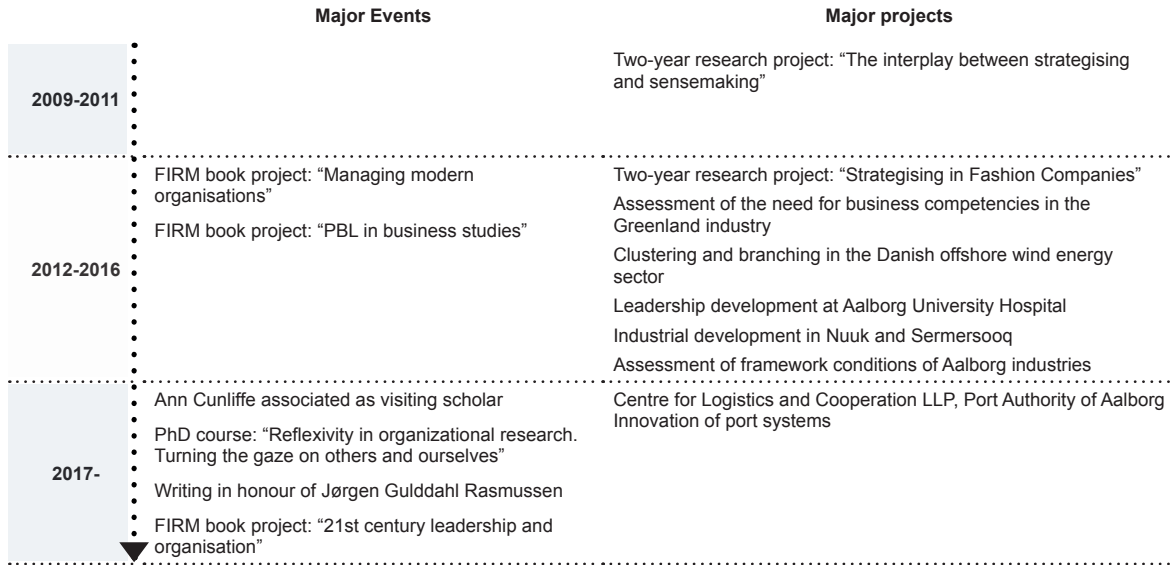 Major Events
Major projects
2009-2011
Two-year research project: “The interplay between strategising
and sensemaking”
2012-2016
FIRM book project: “Managing modern
organisations”
FIRM book project: “PBL in business studies”
Two-year research project: “Strategising in Fashion Companies”
Assessment of the need for business competencies in the
Greenland industry
Clustering and branching in the Danish offshore wind energy
sector
Leadership development at Aalborg University Hospital
Industrial development in Nuuk and Sermersooq
Assessment of framework conditions of Aalborg industries
2017-
Ann Cunliffe associated as visiting scholar
PhD course: “Reflexivity in organizational research.
Turning the gaze on others and ourselves”
Writing in honour of Jørgen Gulddahl Rasmussen
FIRM book project: “21st century leadership and
organisation”
Centre for Logistics and Cooperation LLP, Port Authority of Aalborg
Innovation of port systems